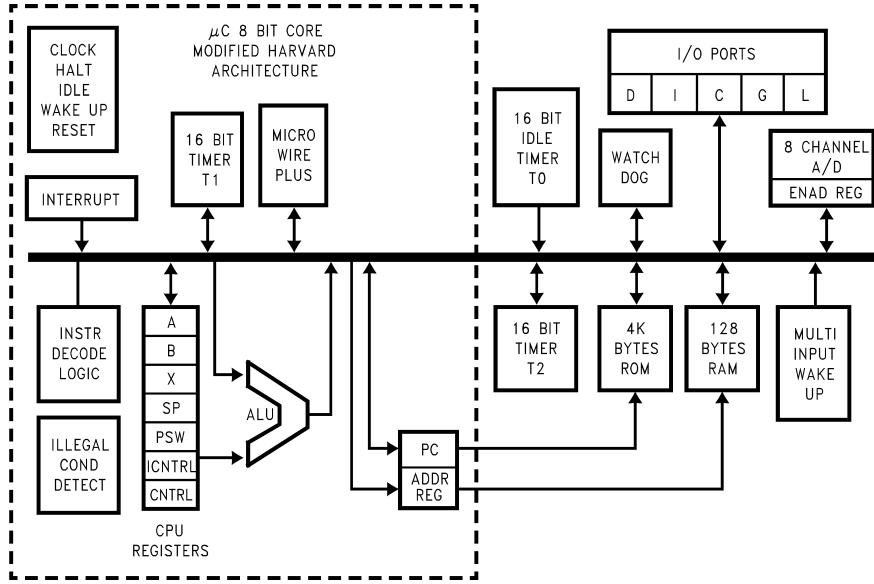 CLOCK
HALT
IDLE
WAKE UP
RESET
μC 8 BIT CORE
MODIFIED HARVARD
ARCHITECTURE
INTERRUPT
16 BIT
TIMER
T1
MICRO
WIRE
PLUS
16 BIT
IDLE
TIMER
T0
WATCH
DOG
I/O PORTS
D I C G L
8 CHANNEL
A/D
ENAD REG
INSTR
DECODE
LOGIC
ILLEGAL
COND
DETECT
A
B
X
SP
PSW
ICNTRL
CNTRL
CPU
REGISTERS
ALU
PC
ADDR
REG
16 BIT
TIMER
T2
4K
BYTES
ROM
128
BYTES
RAM
MULTI
INPUT
WAKE
UP